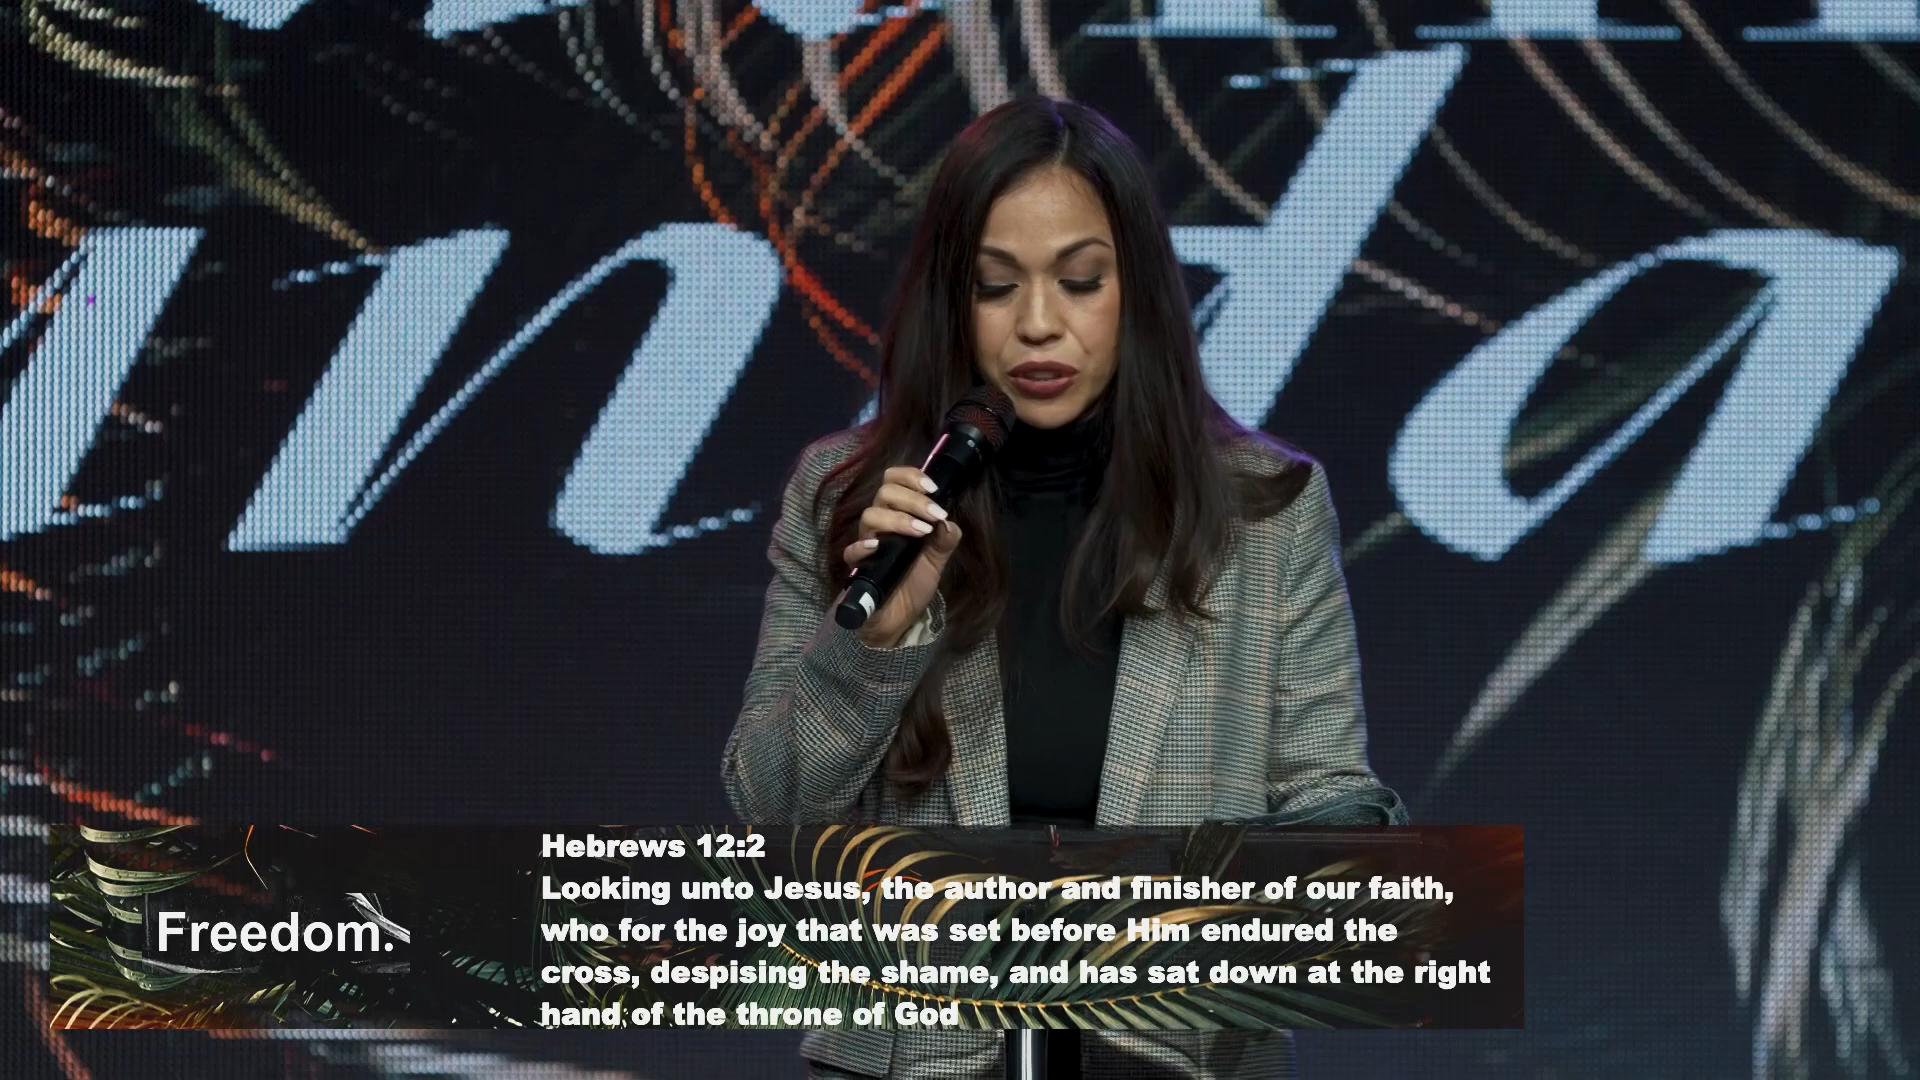 Freedom.
Hebrews 12:2
Looking unto Jesus, the author and finisher of our faith,
who for the joy that was set before Him endured the
cross, despising the shame, and has sat down at the right
hand of the throne of God